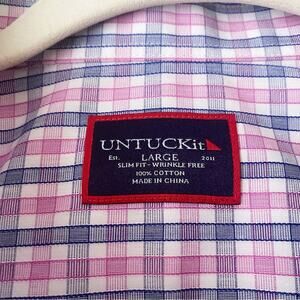 UNTUCKit
Est. LARGE 2011
SLIM FIT - WRINKLE FREE
100% COTTON
MADE IN CHINA